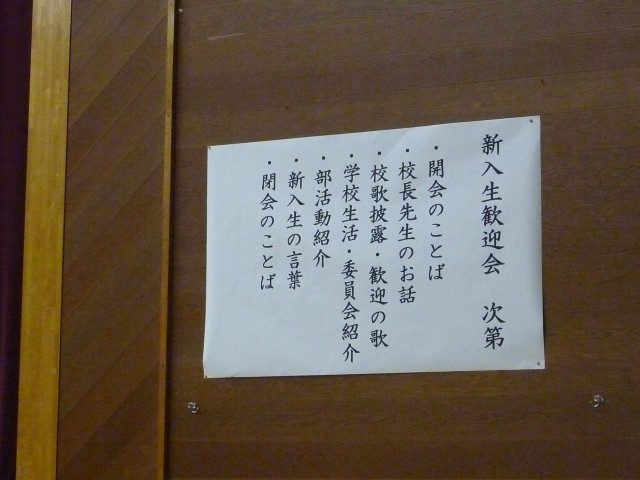 新入生歓迎会　次第
・開会のことば
・校長先生のお話
・校歌披露・歓迎の歌
・学校生活・委員会紹介
・部活動紹介
・新入生の言葉
・閉会のことば